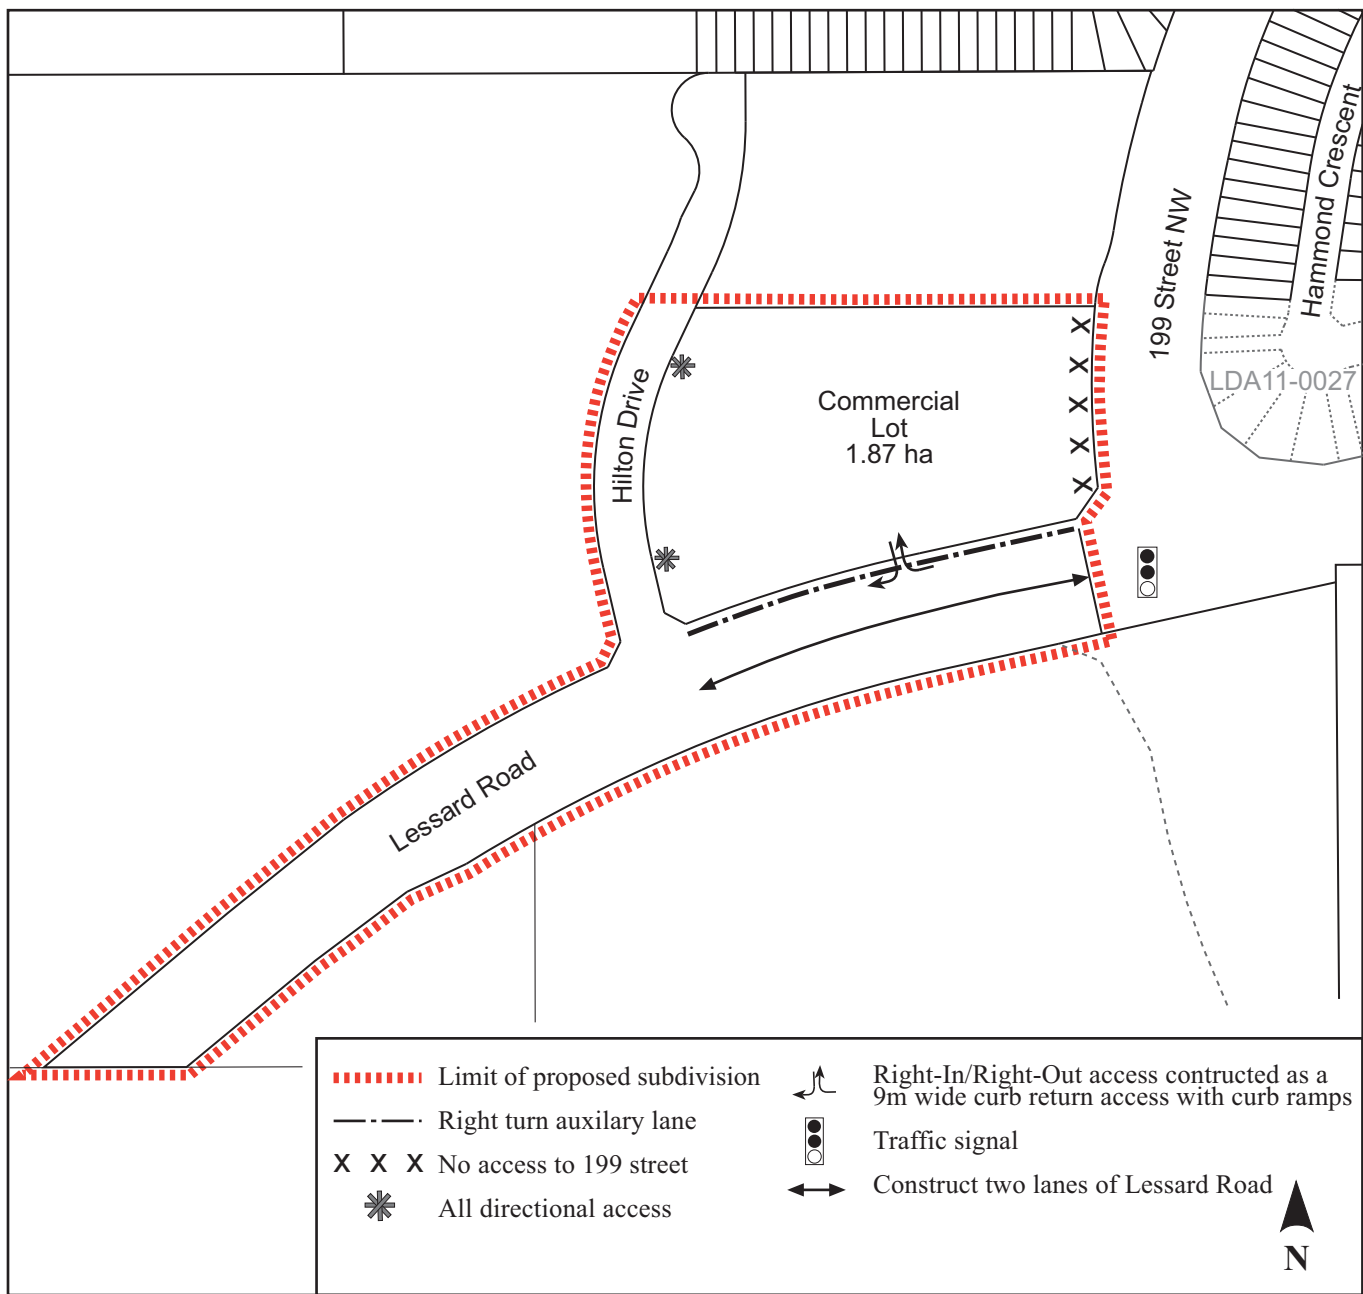 Hammond Crescent
199 Street NW
LDA11-0027
Hilton Drive
Commercial
Lot
1.87 ha
X
X
X
X
X
Lessard Road
Limit of proposed subdivision
Right turn auxilary lane
X X X No access to 199 street
All directional access
Right-In/Right-Out access contructed as a
9m wide curb return access with curb ramps
Traffic signal
Construct two lanes of Lessard Road
N